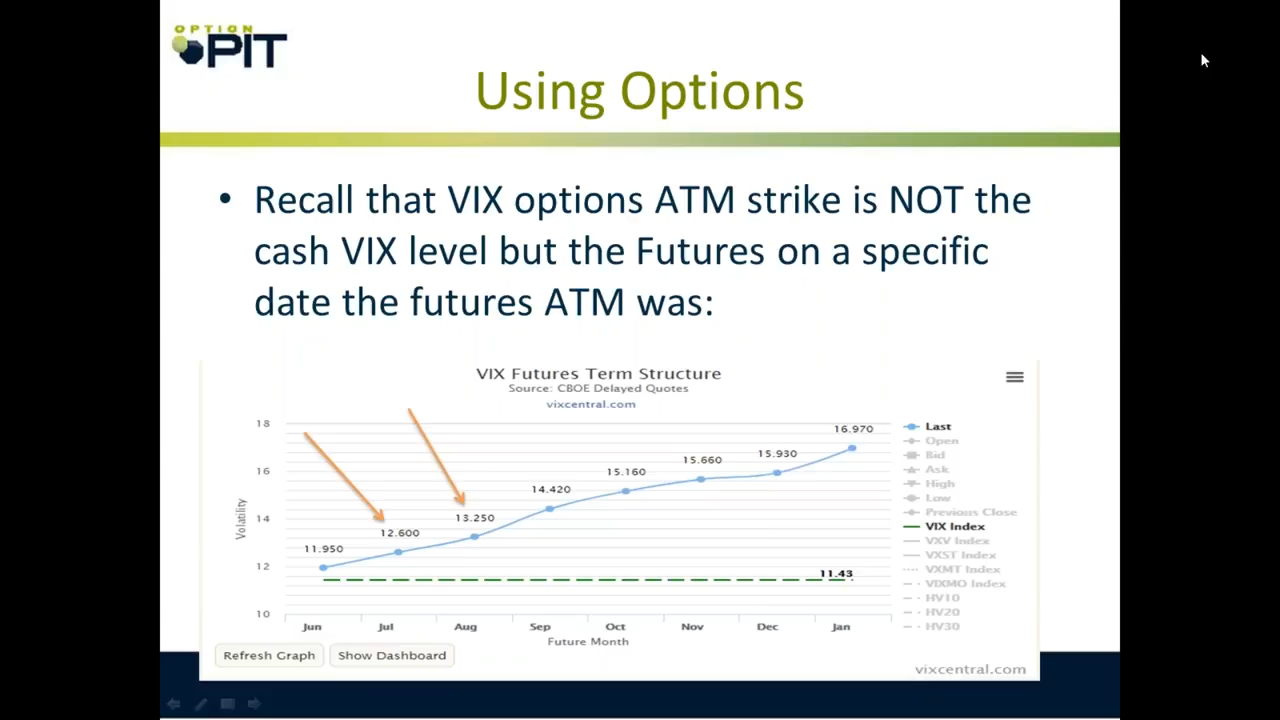 OPTION
PIT
Using Options
• Recall that VIX options ATM strike is NOT the
cash VIX level but the Futures on a specific
date the futures ATM was:
VIX Futures Term Structure
Source: CBOE Delayed Quotes
vixcentral.com
18
16
14
12
10
Volatility
11.950
12.600
13.250
14.420
15.160
15.660
15.930
16.970
11.43
Jun
Jul
Aug
Sep
Oct
Nov
Dec
Jan
Future Month
Last
Open
Bid
Ask
High
Low
Previous Close
VIX Index
VXV Index
VXST Index
VXMT Index
VIXMO Index
HV10
HV20
HV30
Refresh Graph
Show Dashboard
vixcentral.com